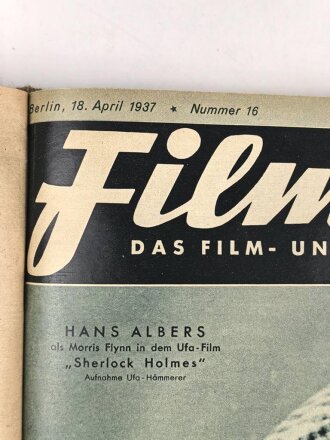 Berlin, 18. April 1937 ★ Nummer 16
Film
DAS FILM- UN
HANS ALBERS
als Morris Flynn in dem Ufa-Film
„Sherlock Holmes"
Aufnahme Ufa-Hämmerer